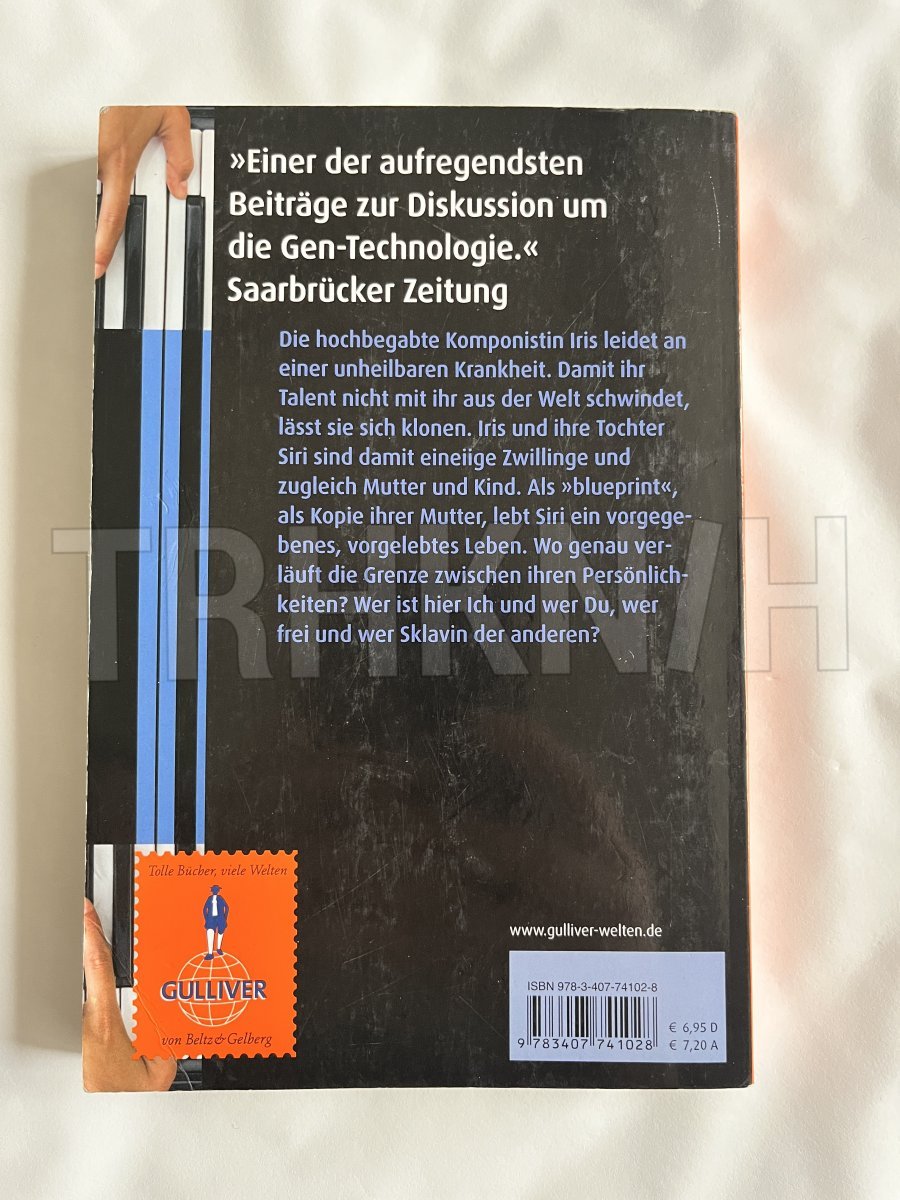 »Einer der aufregendsten
Beiträge zur Diskussion um
die Gen-Technologie.«
Saarbrücker Zeitung
Die hochbegabte Komponistin Iris leidet an
einer unheilbaren Krankheit. Damit ihr
Talent nicht mit ihr aus der Welt schwindet,
lässt sie sich klonen. Iris und ihre Tochter
Siri sind damit eineiige Zwillinge und
zugleich Mutter und Kind. Als »blueprint«,
als Kopie ihrer Mutter, lebt Siri ein vorgege-
benes, vorgelebtes Leben. Wo genau ver-
läuft die Grenze zwischen ihren Persönlich-
keiten? Wer ist hier Ich und wer Du, wer
frei und wer Sklavin der anderen?
Tolle Bücher, viele Welten
GULLIVER
von Beltz & Gelberg
www.gulliver-welten.de
ISBN 978-3-407-74102-8
€ 6,95 D
€ 7,20 A
9 783407 741028